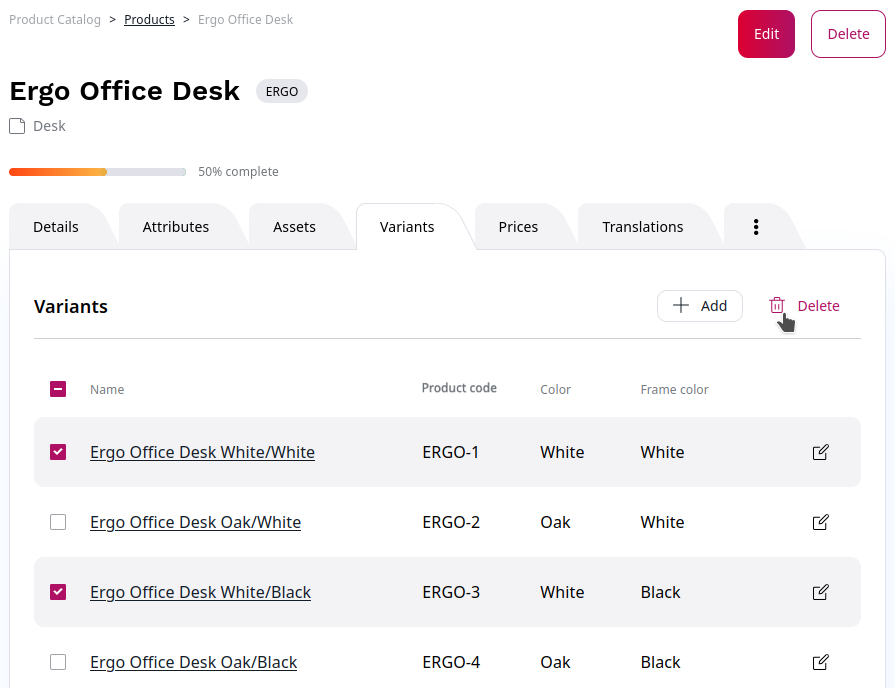 Product Catalog > Products > Ergo Office Desk
Edit
Delete
Ergo Office Desk ERGO
Desk
50% complete
Details Attributes Assets Variants Prices Translations
Variants
Add
Delete
Name Product code Color Frame color
Ergo Office Desk White/White ERGO-1 White White
Ergo Office Desk Oak/White ERGO-2 Oak White
Ergo Office Desk White/Black ERGO-3 White Black
Ergo Office Desk Oak/Black ERGO-4 Oak Black